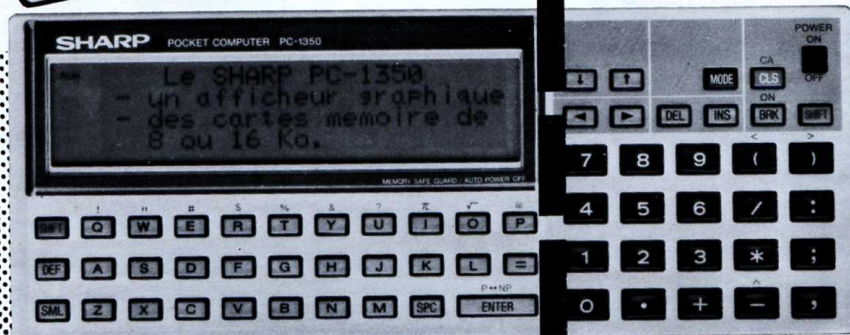 POWER
ON
SHARP POCKET COMPUTER PC-1350
CA
RUN Le SHARP PC-1350
↓ ↑ MODE CLS OFF
- un afficheur graphique
ON
- des cartes memoire de
◄ ► DEL INS BRK SHIFT
8 ou 16 Ko.
< >
7 8 9 ( )
MEMORY SAFE GUARD / AUTO POWER OFF
! " # $ % & ? π √ @
4 5 6 / :
SHIFT Q W E R T Y U I O P
1 2 3 * ;
DEF A S D F G H J K L =
P↔NP ^
SML Z X C V B N M SPC ENTER
0 • + - ,